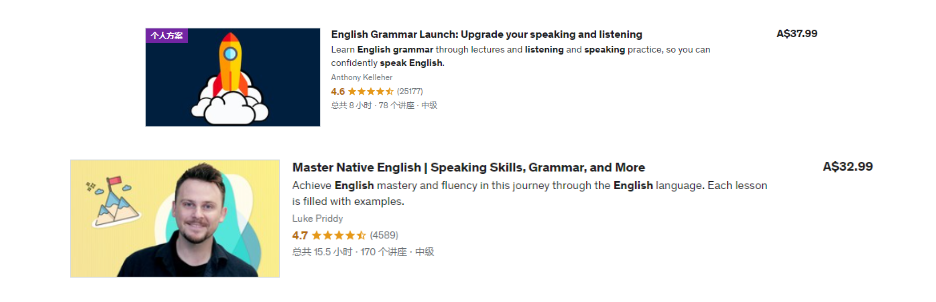 个人方案
English Grammar Launch: Upgrade your speaking and listening
A$37.99
Learn English grammar through lectures and listening and speaking practice, so you can
confidently speak English.
Anthony Kelleher
4.6 (25177)
总共 8 小时 · 78 个讲座 · 中级
Master Native English | Speaking Skills, Grammar, and More
A$32.99
Achieve English mastery and fluency in this journey through the English language. Each lesson
is filled with examples.
Luke Priddy
4.7 (4589)
总共 15.5 小时 · 170 个讲座 · 中级